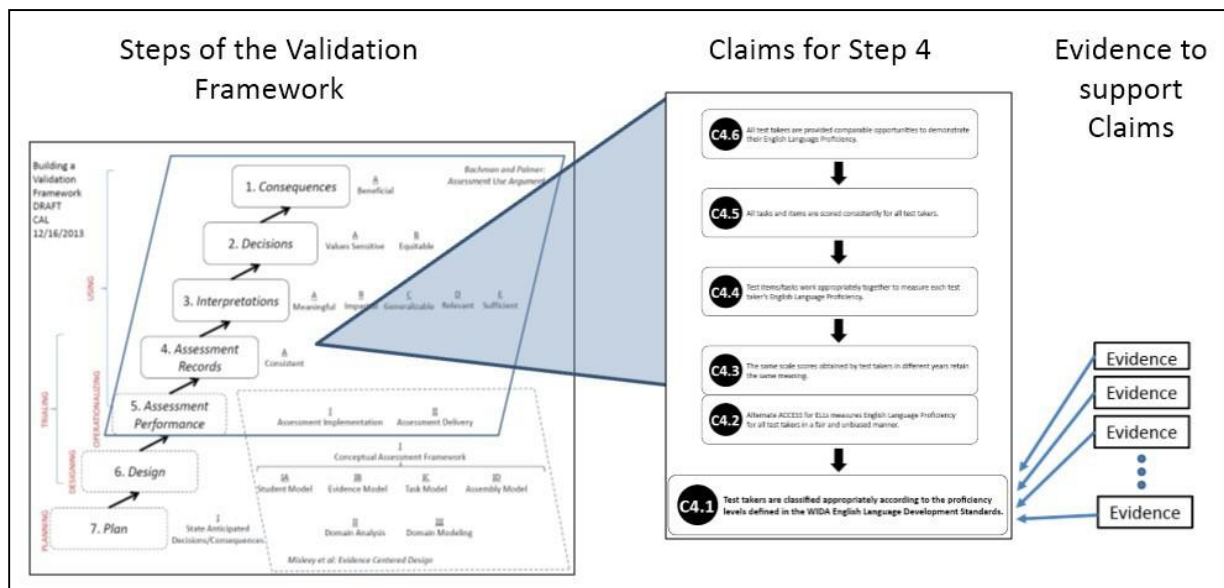 Steps of the Validation
Framework
Building a
Validation
Framework
DRAFT
CAL
12/16/2013
Bachman and Palmer:
Assessment Use Argument
1. Consequences
A
Beneficial
2. Decisions
A
Values Sensitive
B
Equitable
3. Interpretations
A
Meaningful
B
Impartial
C
Generalizable
D
Relevant
E
Sufficient
4. Assessment
Records
A
Consistent
5. Assessment
Performance
I
Assessment Implementation
II
Assessment Delivery
I
Conceptual Assessment Framework
IA
Student Model
IB
Evidence Model
IC
Task Model
ID
Assembly Model
6. Design
7. Plan
I
State Anticipated
Decisions/Consequences
II
Domain Analysis
III
Domain Modeling
Mislevy et al: Evidence Centered Design
USING
TRIALING
OPERATIONALIZING
DESIGNING
PLANNING
Claims for Step 4
C4.6
All test takers are provided comparable opportunities to demonstrate
their English Language Proficiency.
C4.5
All tasks and items are scored consistently for all test takers.
C4.4
Test items/tasks work appropriately together to measure each test
taker's English Language Proficiency.
C4.3
The same scale scores obtained by test takers in different years retain
the same meaning.
C4.2
Alternate ACCESS for ELLs measures English Language Proficiency
for all test takers in a fair and unbiased manner.
C4.1
Test takers are classified appropriately according to the proficiency
levels defined in the WIDA English Language Development Standards.
Evidence to
support
Claims
Evidence
Evidence
Evidence
Evidence